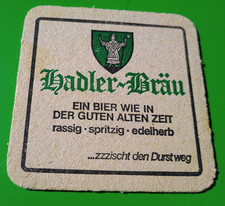 Hadler~Bräu
EIN BIER WIE IN
DER GUTEN ALTEN ZEIT
rassig · spritzig · edelherb
...zzzischt den Durst weg